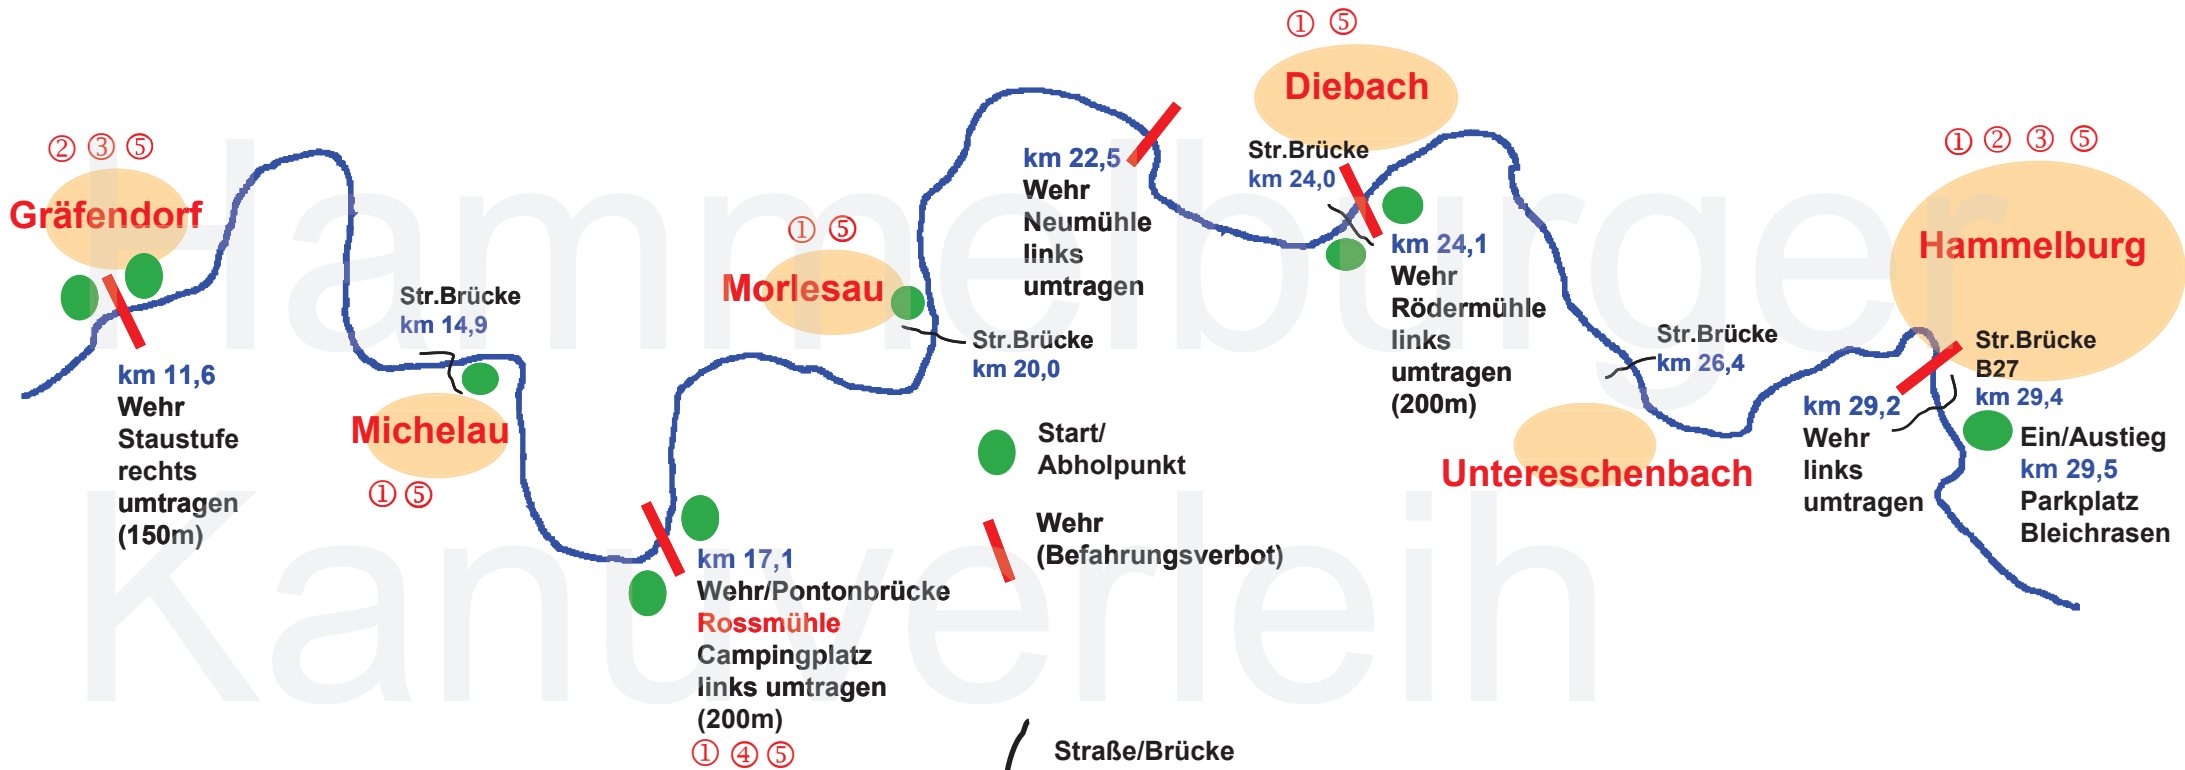 Hammelburger
Kanuverleih
② ③ ⑤
Gräfendorf
km 11,6
Wehr
Staustufe
rechts
umtragen
(150m)
Str.Brücke
km 14,9
Michelau
① ⑤
km 17,1
Wehr/Pontonbrücke
Rossmühle
Campingplatz
links umtragen
(200m)
① ④ ⑤
① ⑤
Morlesau
Str.Brücke
km 20,0
km 22,5
Wehr
Neumühle
links
umtragen
① ⑤
Diebach
Str.Brücke
km 24,0
km 24,1
Wehr
Rödermühle
links
umtragen
(200m)
Str.Brücke
km 26,4
Untereschenbach
① ② ③ ⑤
Hammelburg
km 29,2
Wehr
links
umtragen
Str.Brücke
B27
km 29,4
Ein/Austieg
km 29,5
Parkplatz
Bleichrasen
Start/
Abholpunkt
Wehr
(Befahrungsverbot)
Straße/Brücke